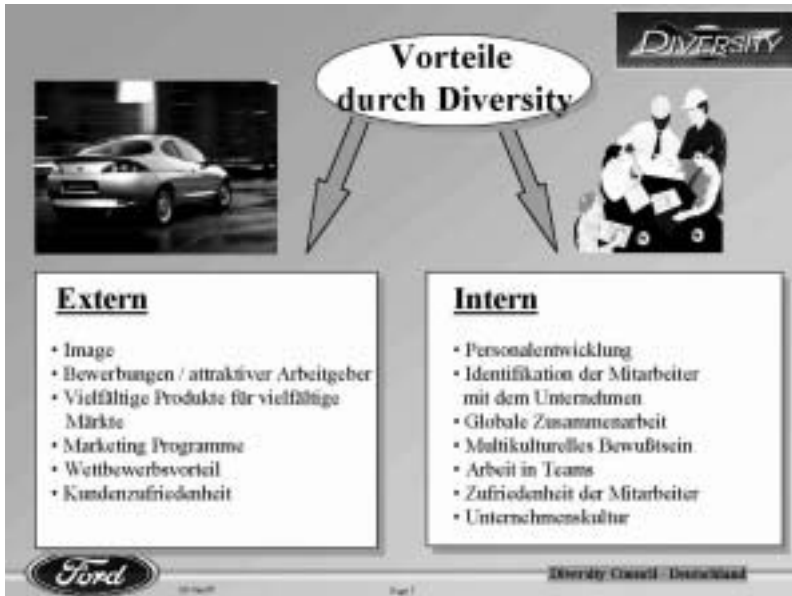 Vorteile
durch Diversity
DIVERSITY
Extern
• Image
• Bewerbungen / attraktiver Arbeitgeber
• Vielfältige Produkte für vielfältige
Märkte
• Marketing Programme
• Wettbewerbsvorteil
• Kundenzufriedenheit
Intern
• Personalentwicklung
• Identifikation der Mitarbeiter
mit dem Unternehmen
• Globale Zusammenarbeit
• Multikulturelles Bewußtsein
• Arbeit in Teams
• Zufriedenheit der Mitarbeiter
• Unternehmenskultur
Ford
Diversity Council - Deutschland